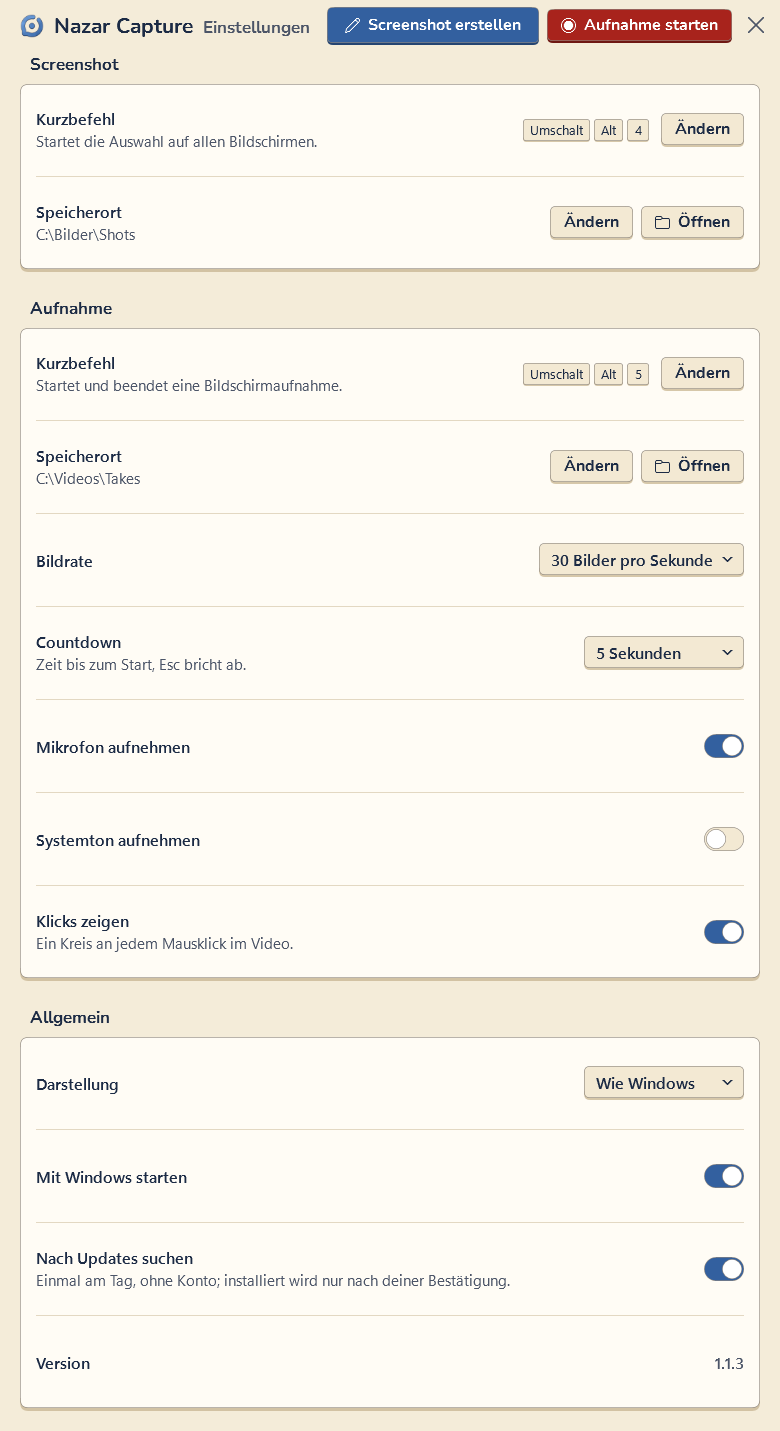 Nazar Capture Einstellungen Screenshot erstellen Aufnahme starten
Screenshot
Kurzbefehl
Startet die Auswahl auf allen Bildschirmen.
Umschalt Alt 4 Ändern
Speicherort
C:\Bilder\Shots
Ändern Öffnen
Aufnahme
Kurzbefehl
Startet und beendet eine Bildschirmaufnahme.
Umschalt Alt 5 Ändern
Speicherort
C:\Videos\Takes
Ändern Öffnen
Bildrate 30 Bilder pro Sekunde
Countdown
Zeit bis zum Start, Esc bricht ab.
5 Sekunden
Mikrofon aufnehmen
Systemton aufnehmen
Klicks zeigen
Ein Kreis an jedem Mausklick im Video.
Allgemein
Darstellung Wie Windows
Mit Windows starten
Nach Updates suchen
Einmal am Tag, ohne Konto; installiert wird nur nach deiner Bestätigung.
Version 1.1.3